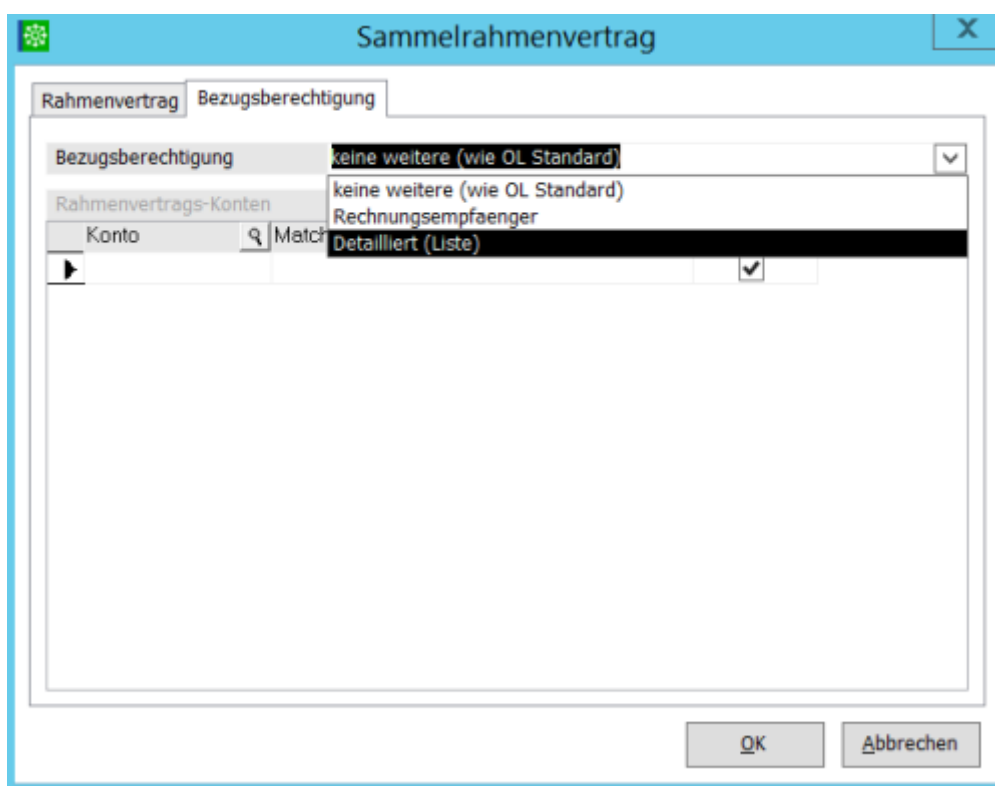 Sammelrahmenvertrag
Rahmenvertrag Bezugsberechtigung
Bezugsberechtigung keine weitere (wie OL Standard)
keine weitere (wie OL Standard)
Rahmenvertrags-Konten
Rechnungsempfaenger
Konto
Detailliert (Liste)
OK Abbrechen